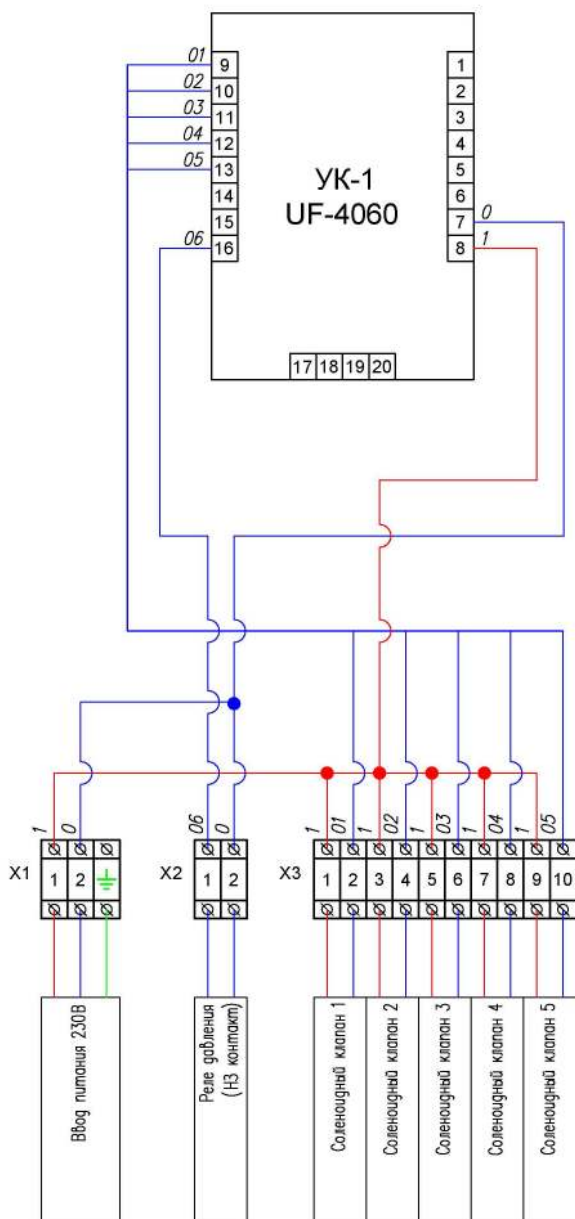 01 9 1
02 10 2
03 11 3
04 12 4
05 13 5
14 6
15 7 0
06 16 8 1
УК-1
UF-4060
17 18 19 20
1 0
06 0
1 01 1 02 1 03 1 04 1 05
X1 1 2
X2 1 2
X3 1 2 3 4 5 6 7 8 9 10
Ввод питания 230В
Реле давления
(НЗ контакт)
Соленоидный клапан 1
Соленоидный клапан 2
Соленоидный клапан 3
Соленоидный клапан 4
Соленоидный клапан 5